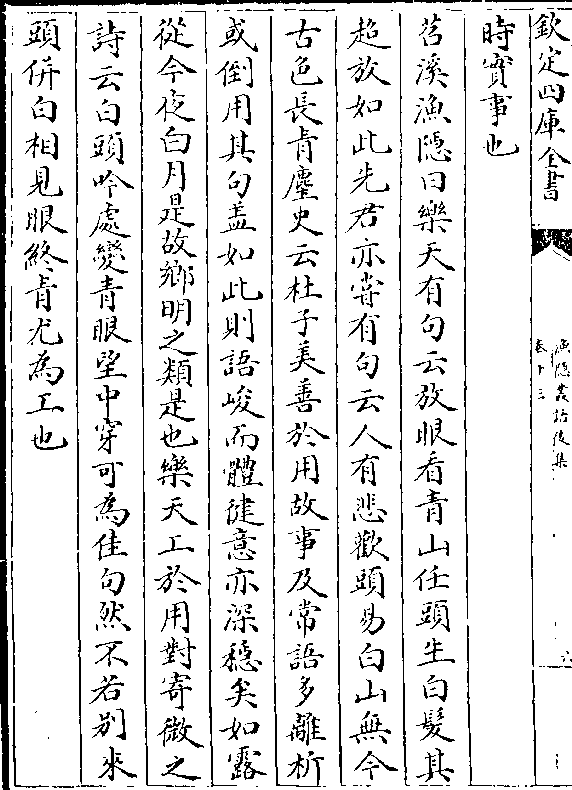 欽定四庫全書
漁隱叢話後集
卷十三
六
時實事也
苕溪漁隱曰樂天有句云放眼看青山任頭生白髮其
超放如此先君亦嘗有句云人有悲歡頭易白山無今
古色長青麈史云杜子美善於用故事及常語多離析
或倒用其句盖如此則語峻而體健意亦深穩矣如露
從今夜白月是故鄉明之類是也樂天工於用對寄微之
詩云白頭吟處變青眼望中穿可為佳句然不若别來
頭併白相見眼終青尤為工也